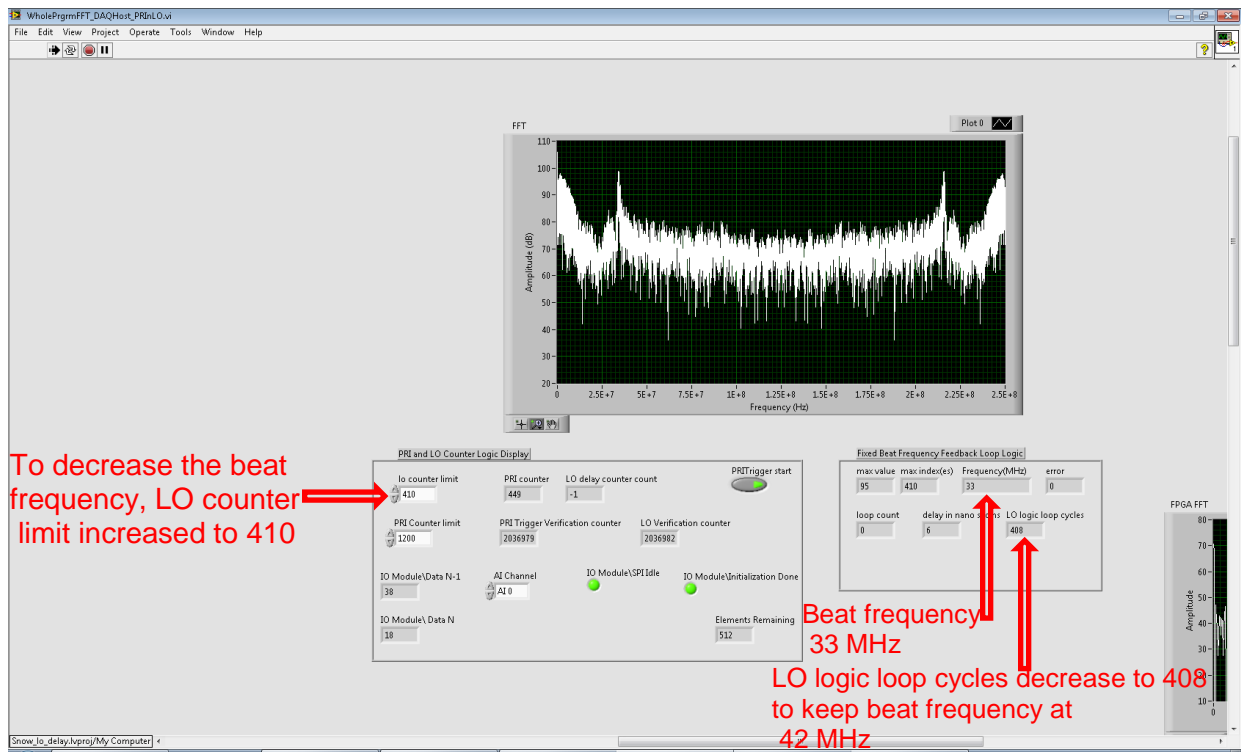 WholePrgrmFFT_DAQHost_PRInLO.vi
File Edit View Project Operate Tools Window Help
1
FFT
Plot 0
110
100
90
80
70
60
50
40
30
20
Amplitude (dB)
0 2.5E+7 5E+7 7.5E+7 1E+8 1.25E+8 1.5E+8 1.75E+8 2E+8 2.25E+8 2.5E+8
Frequency (Hz)
To decrease the beat
frequency, LO counter
limit increased to 410
PRI and LO Counter Logic Display
lo counter limit PRI counter LO delay counter count PRITrigger start
410 449 -1
PRI Counter limit PRI Trigger Verification counter LO Verification counter
1200 2036979 2036982
IO Module\Data N-1 AI Channel IO Module\SPI Idle IO Module\Initialization Done
38 AI 0
IO Module\ Data N Elements Remaining
18 512
Fixed Beat Frequency Feedback Loop Logic
max value max index(es) Frequency(MHz) error
95 410 33 0
loop count delay in nano LO logic loop cycles
0 6 408
Beat frequency
33 MHz
LO logic loop cycles decrease to 408
to keep beat frequency at
42 MHz
FPGA FFT
80
70
60
50
40
30
10
Amplitude
0
Snow_lo_delay.lvproj/My Computer